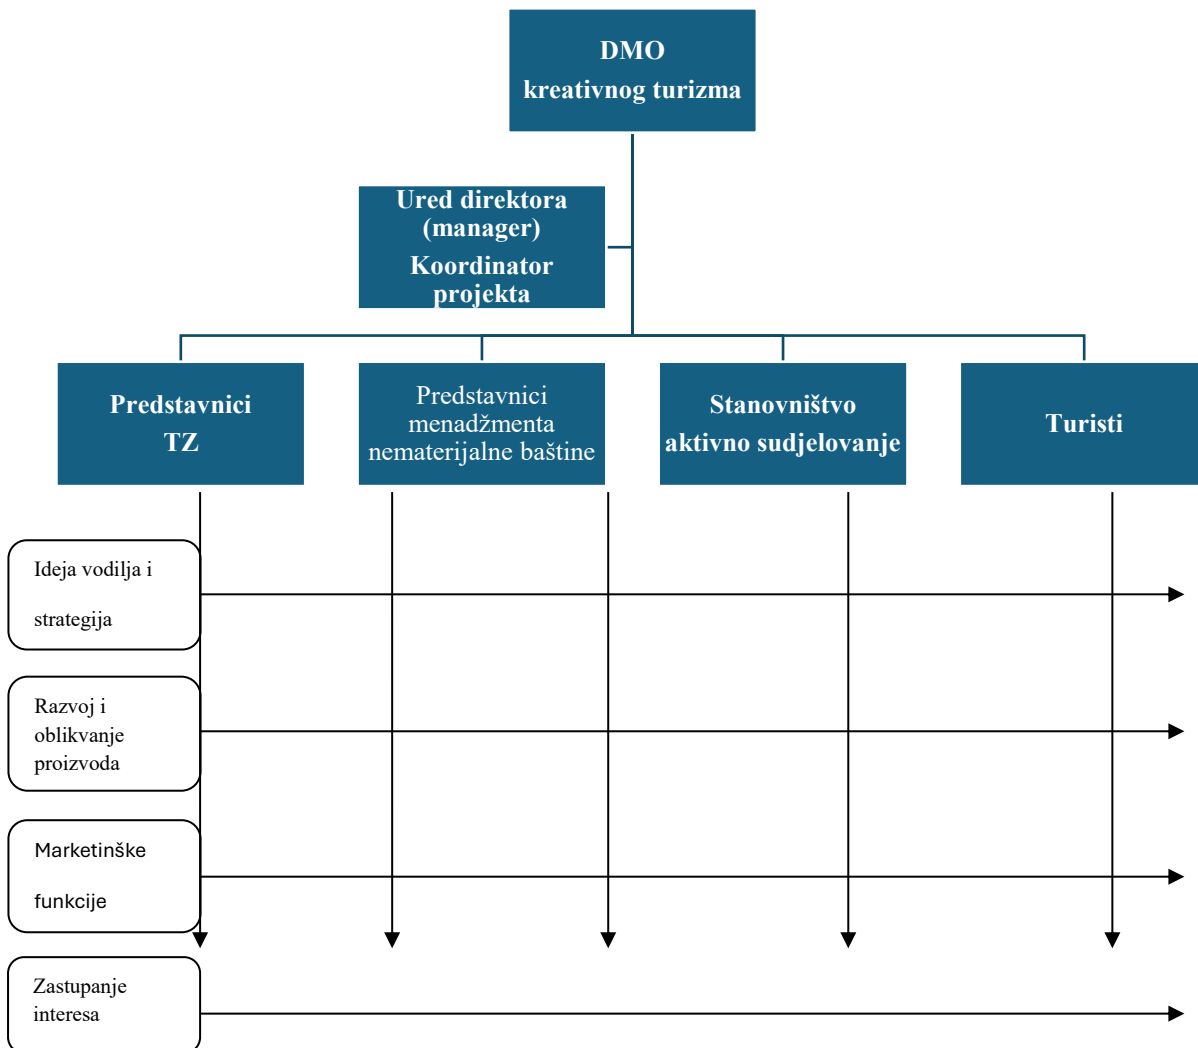 DMO
kreativnog turizma
Ured direktora
(manager)
Koordinator
projekta
Predstavnici
TZ
Predstavnici
menadžmenta
nematerijalne baštine
Stanovništvo
aktivno sudjelovanje
Turisti
Ideja vodilja i
strategija
Razvoj i
oblikvanje
proizvoda
Marketinške
funkcije
Zastupanje
interesa